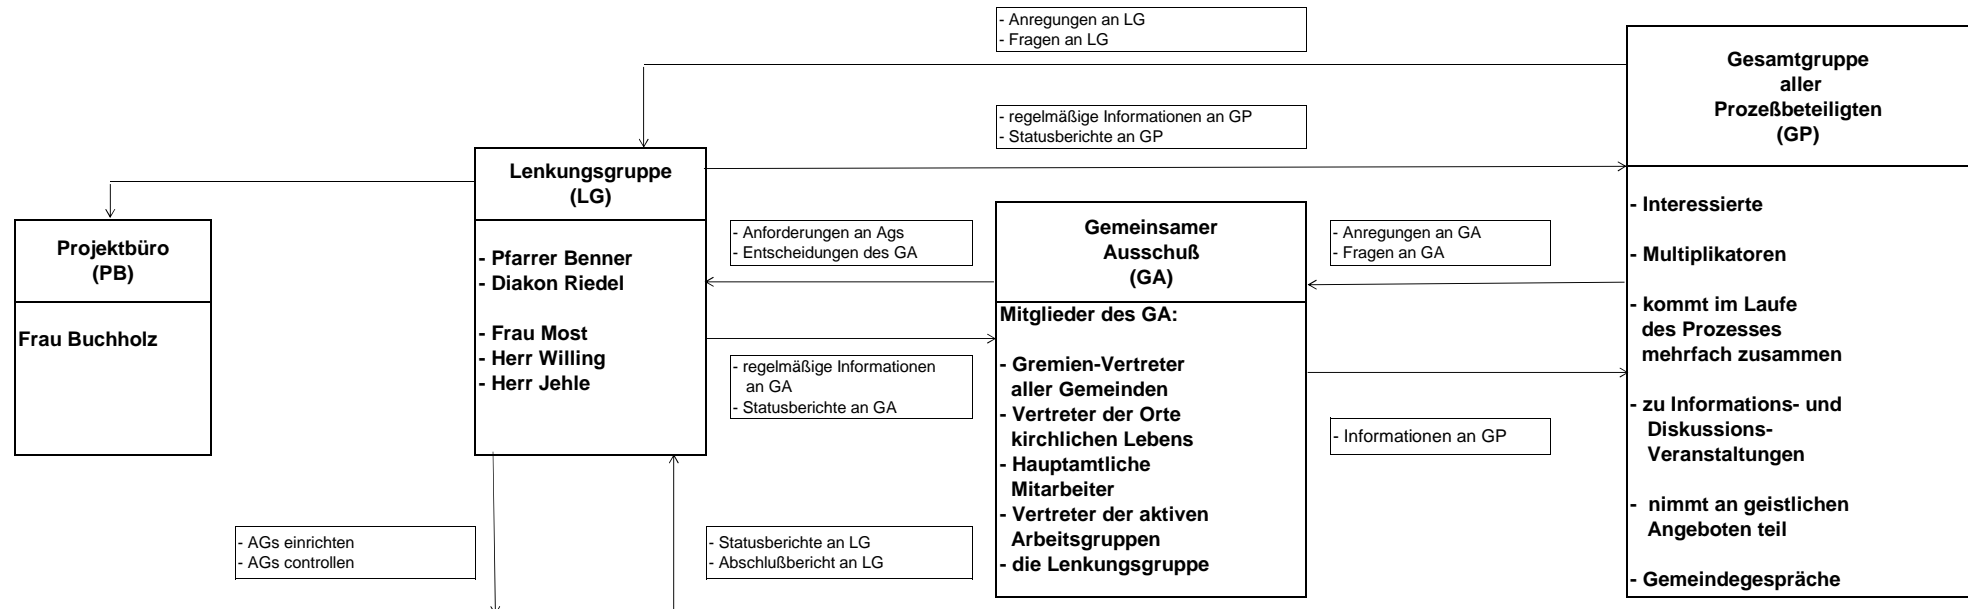 - Anregungen an LG
- Fragen an LG
Gesamtgruppe
aller
Prozeßbeteiligten
(GP)
- regelmäßige Informationen an GP
- Statusberichte an GP
Lenkungsgruppe
(LG)
- Pfarrer Benner
- Diakon Riedel
- Frau Most
- Herr Willing
- Herr Jehle
Projektbüro
(PB)
Frau Buchholz
- Anforderungen an Ags
- Entscheidungen des GA
- regelmäßige Informationen
an GA
- Statusberichte an GA
Gemeinsamer
Ausschuß
(GA)
Mitglieder des GA:
- Gremien-Vertreter
aller Gemeinden
- Vertreter der Orte
kirchlichen Lebens
- Hauptamtliche
Mitarbeiter
- Vertreter der aktiven
Arbeitsgruppen
- die Lenkungsgruppe
- Anregungen an GA
- Fragen an GA
- Informationen an GP
- Interessierte
- Multiplikatoren
- kommt im Laufe
des Prozesses
mehrfach zusammen
- zu Informations- und
Diskussions-
Veranstaltungen
- nimmt an geistlichen
Angeboten teil
- Gemeindegespräche
- AGs einrichten
- AGs controllen
- Statusberichte an LG
- Abschlußbericht an LG